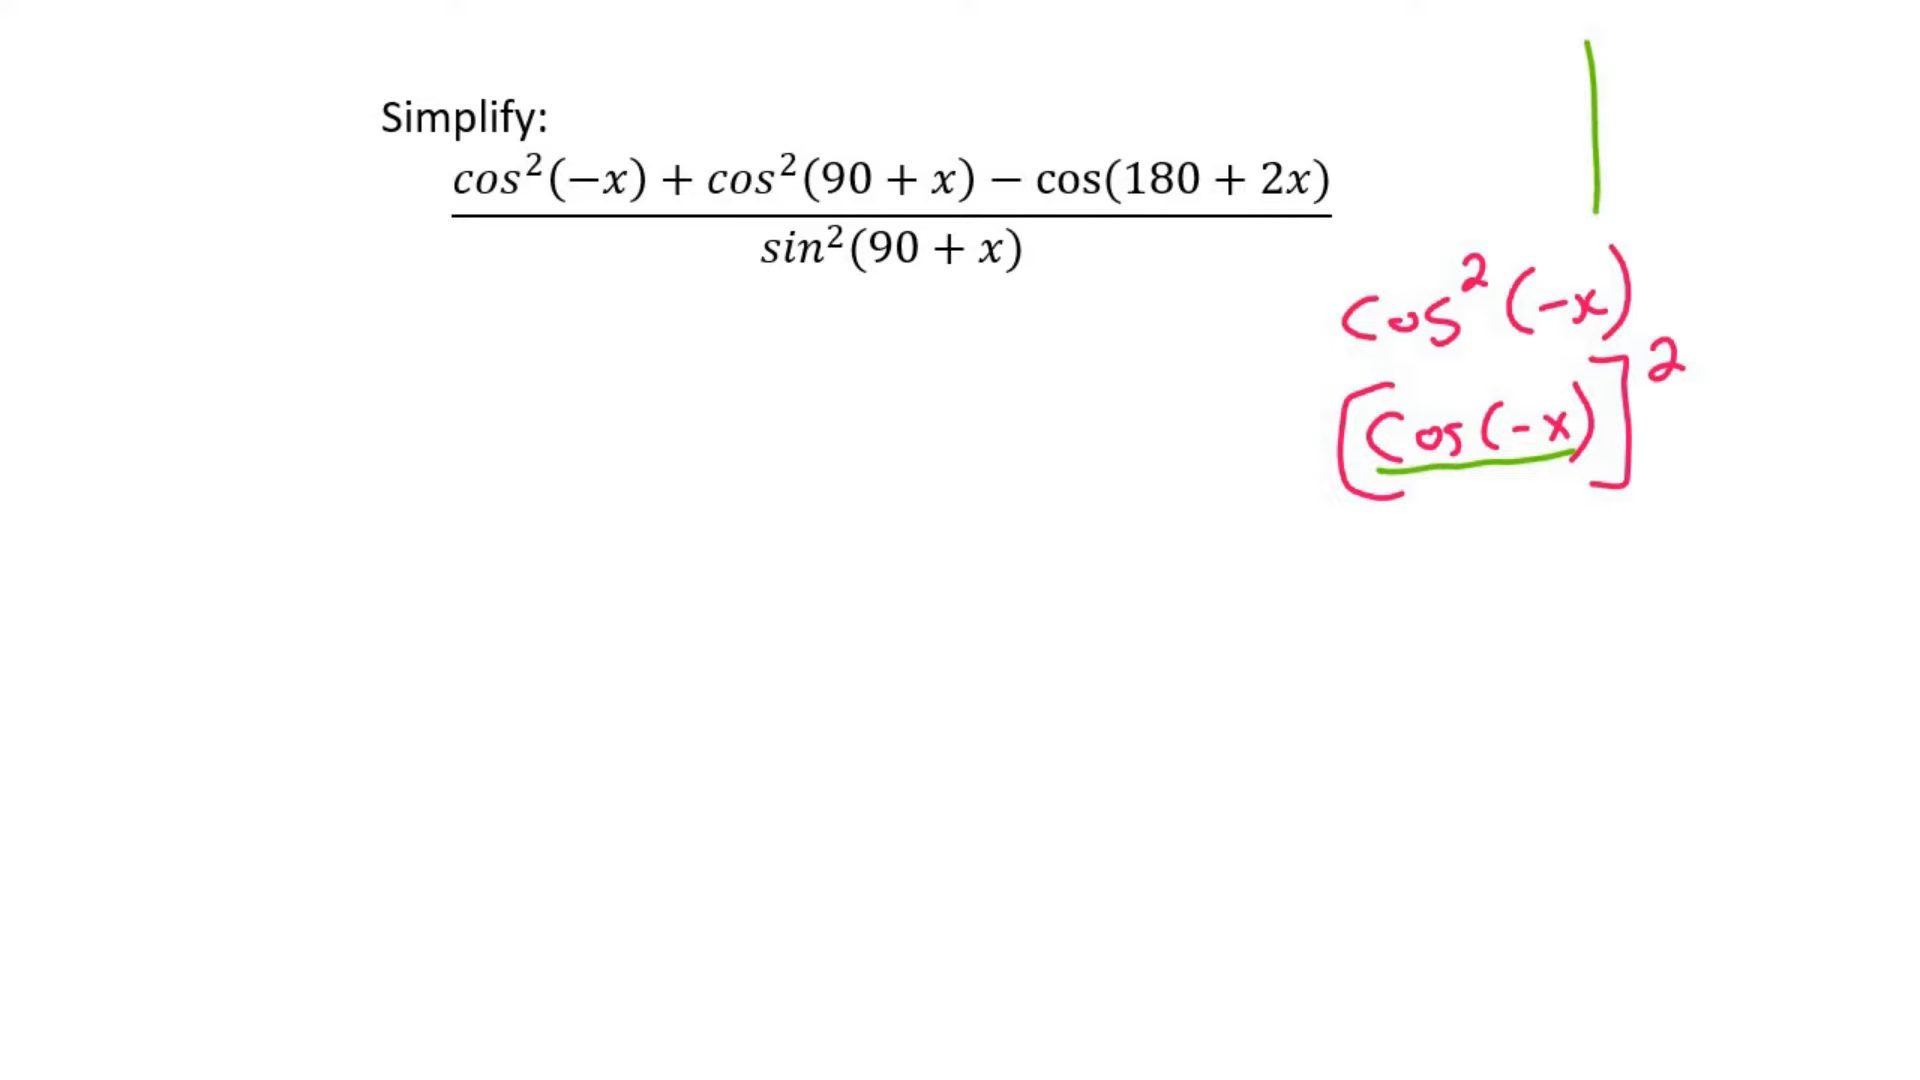 Simplify:
cos²(−x) + cos²(90 + x) − cos(180 + 2x)
sin²(90 + x)
cos²(-x)
[cos(-x)]²